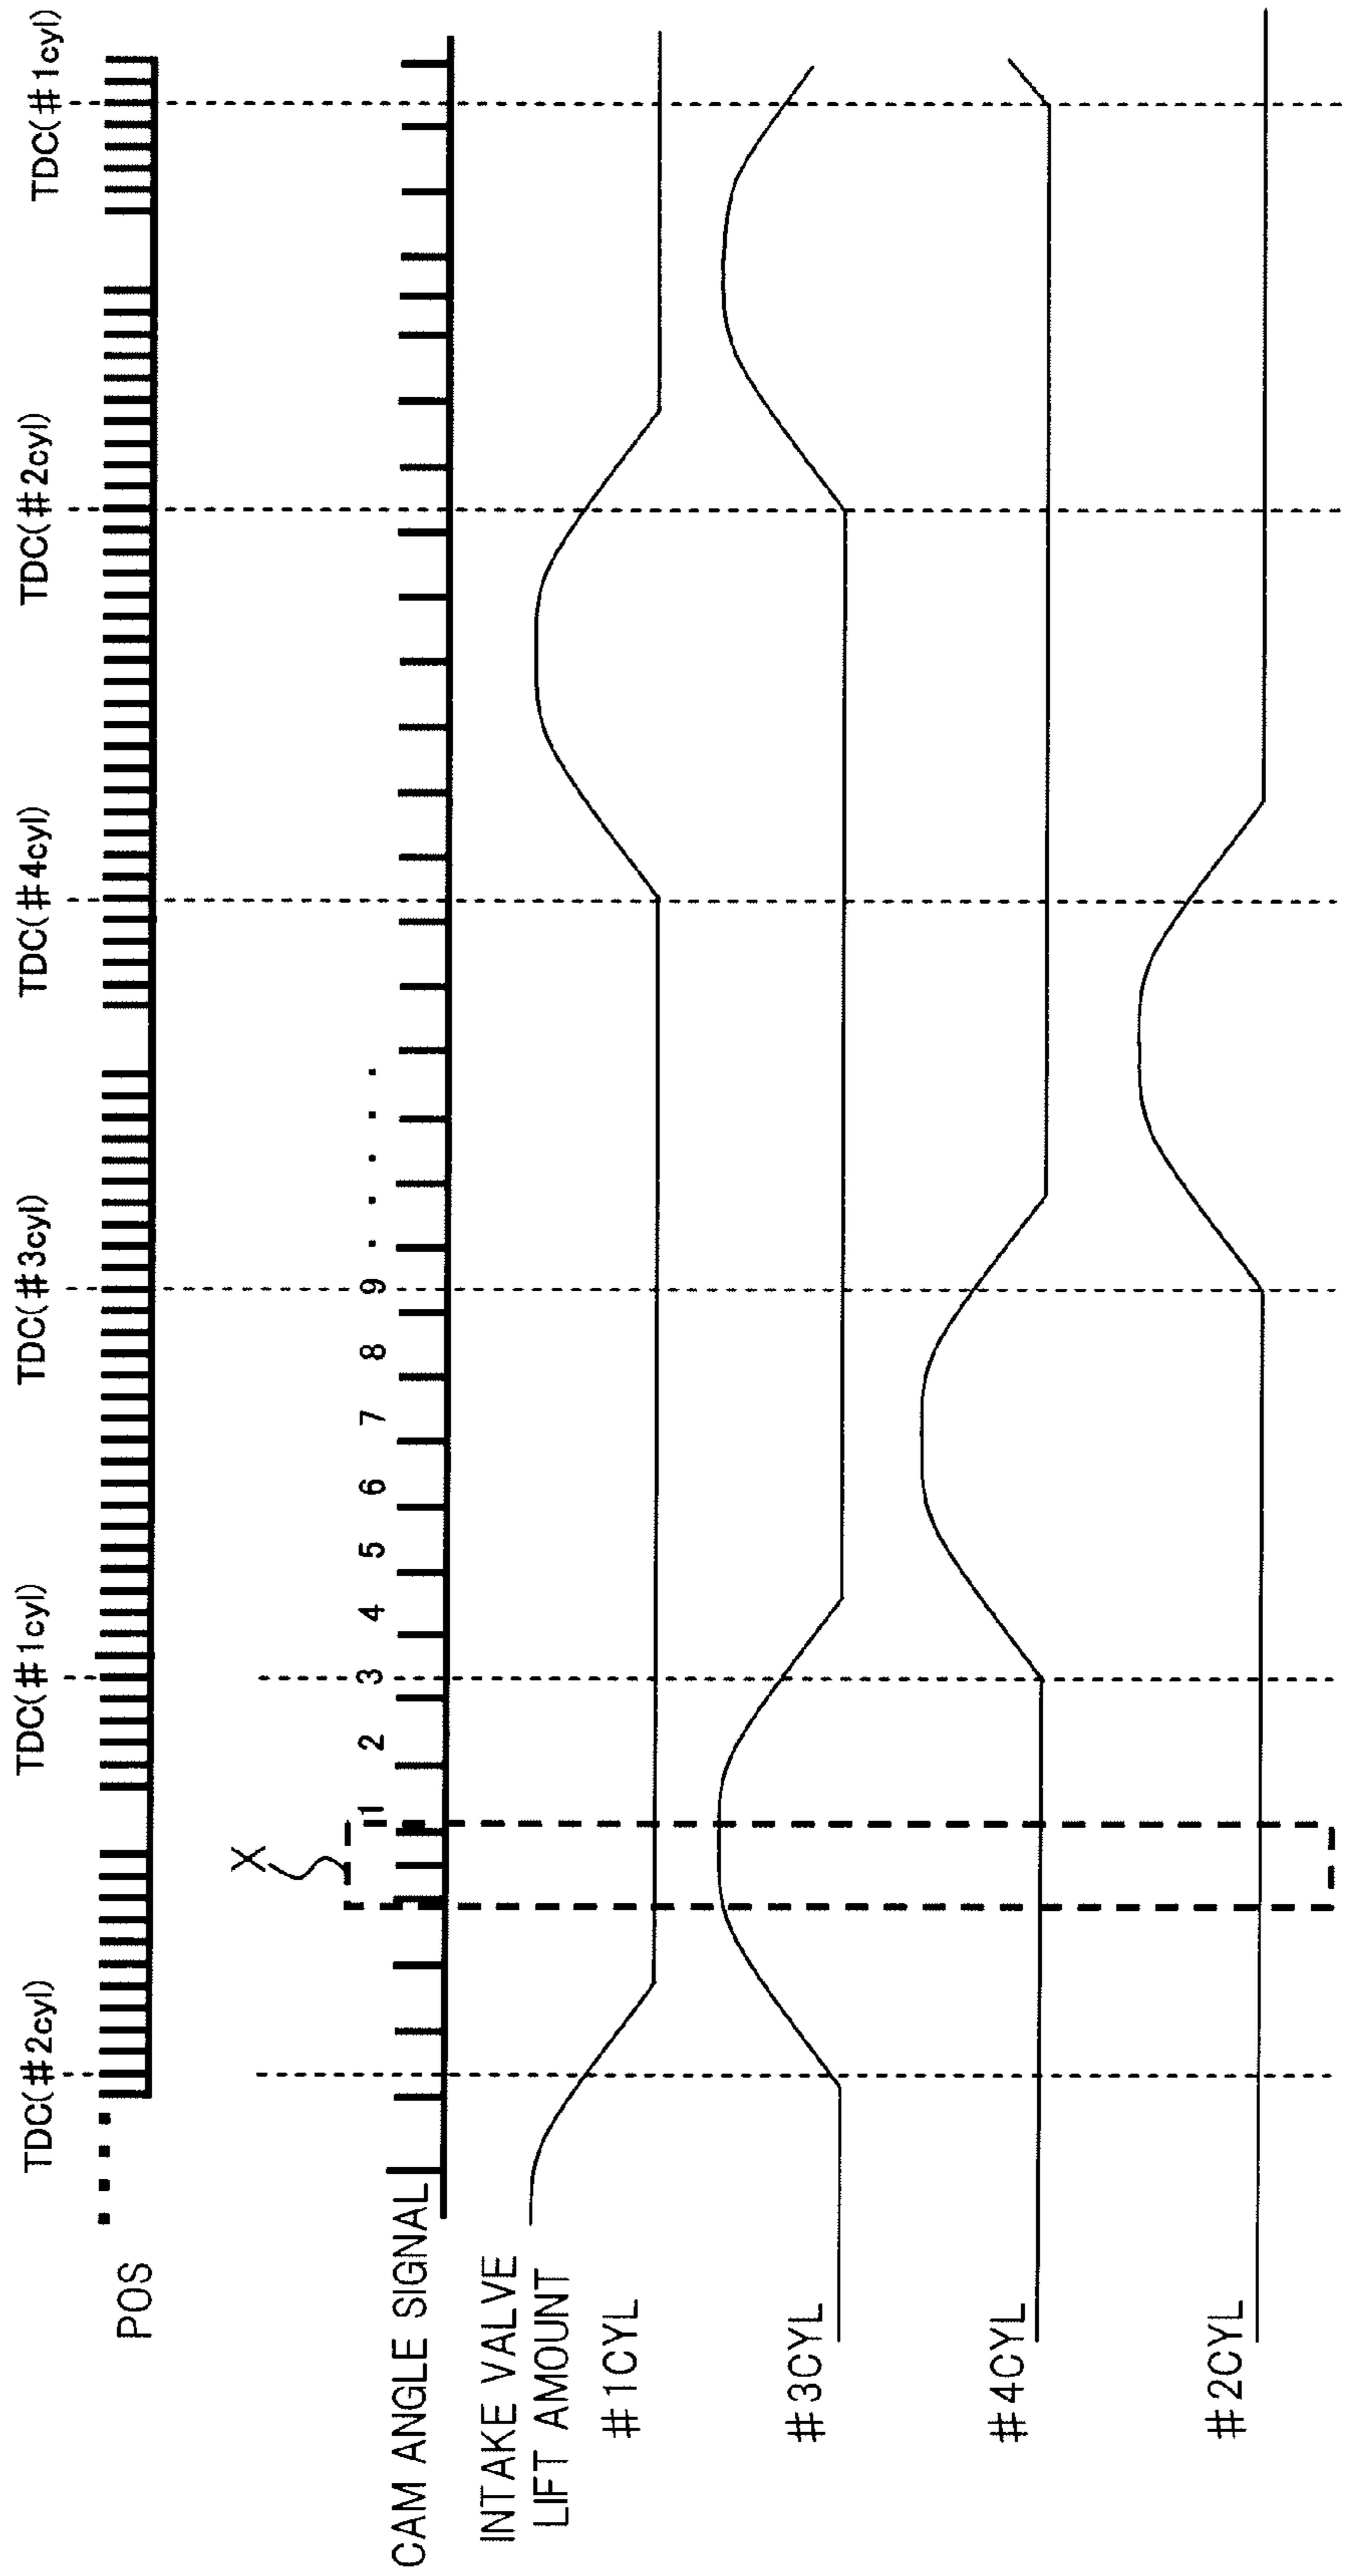 TDC(#2cyl) TDC(#1cyl) TDC(#3cyl) TDC(#4cyl) TDC(#2cyl) TDC(#1cyl)
POS
X
1 2 3 4 5 6 7 8 9 . . . . .
CAM ANGLE SIGNAL
INTAKE VALVE
LIFT AMOUNT
#1CYL
#3CYL
#4CYL
#2CYL